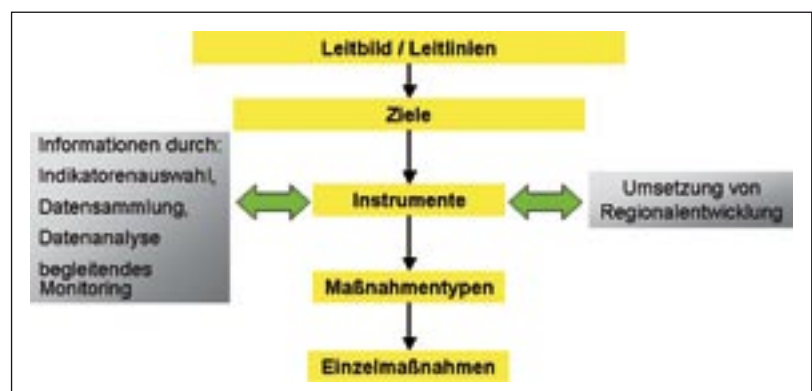 Leitbild / Leitlinien
Ziele
Informationen durch:
Indikatorenauswahl,
Datensammlung,
Datenanalyse
begleitendes
Monitoring
Instrumente
Umsetzung von
Regionalentwicklung
Maßnahmentypen
Einzelmaßnahmen